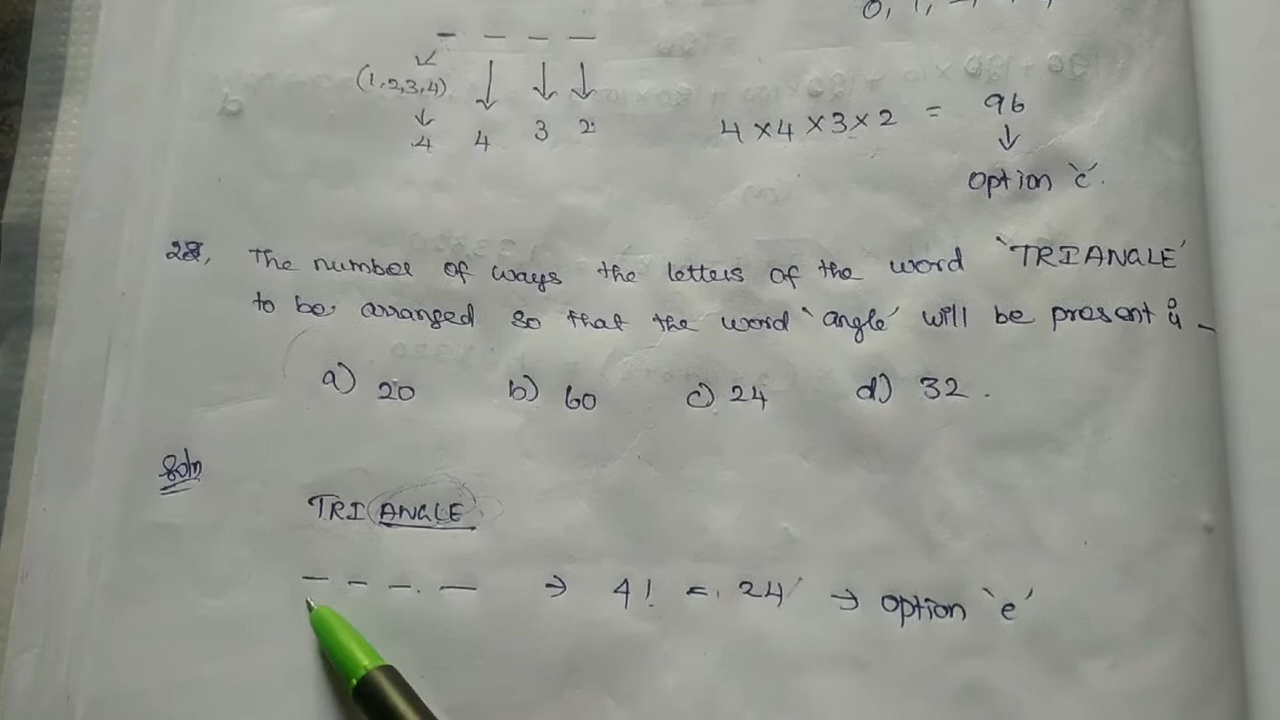 (1,2,3,4)
4 4 3 2
4 × 4 × 3 × 2 = 96
option 'c'.
28, The number of ways the letters of the word 'TRIANGLE'
to be arranged so that the word 'angle' will be present is -
a) 20 b) 60 c) 24 d) 32.
Soln
TRIANGLE
→ 4! = 24 → option 'c'